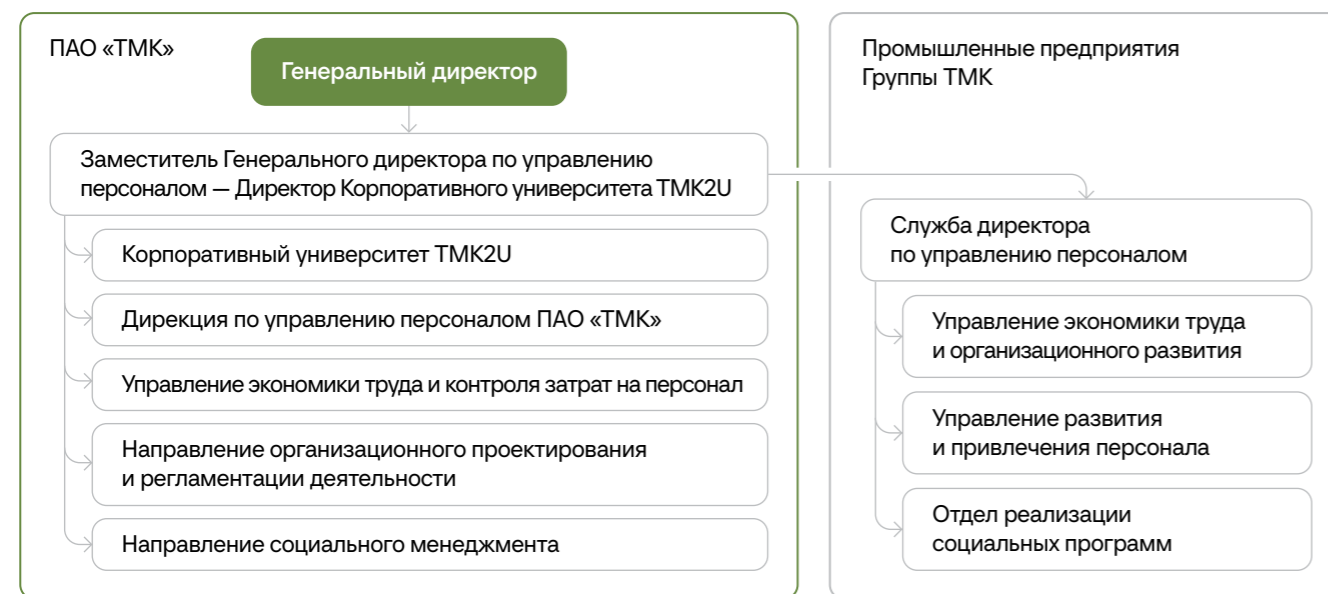 ПАО «ТМК»
Генеральный директор
Заместитель Генерального директора по управлению
персоналом — Директор Корпоративного университета TMK2U
Корпоративный университет TMK2U
Дирекция по управлению персоналом ПАО «ТМК»
Управление экономики труда и контроля затрат на персонал
Направление организационного проектирования
и регламентации деятельности
Направление социального менеджмента
Промышленные предприятия
Группы ТМК
Служба директора
по управлению персоналом
Управление экономики труда
и организационного развития
Управление развития
и привлечения персонала
Отдел реализации
социальных программ